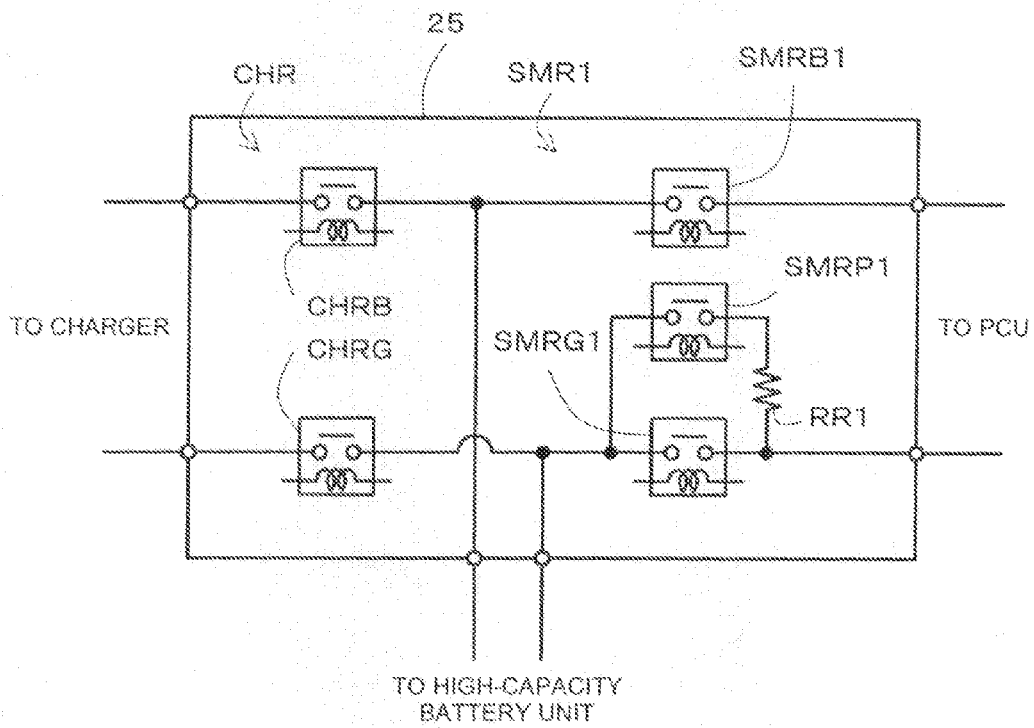 25
CHR
SMR1
SMRB1
CHRB
SMRP1
TO CHARGER
TO PCU
CHRG
SMRG1
RR1
TO HIGH-CAPACITY
BATTERY UNIT